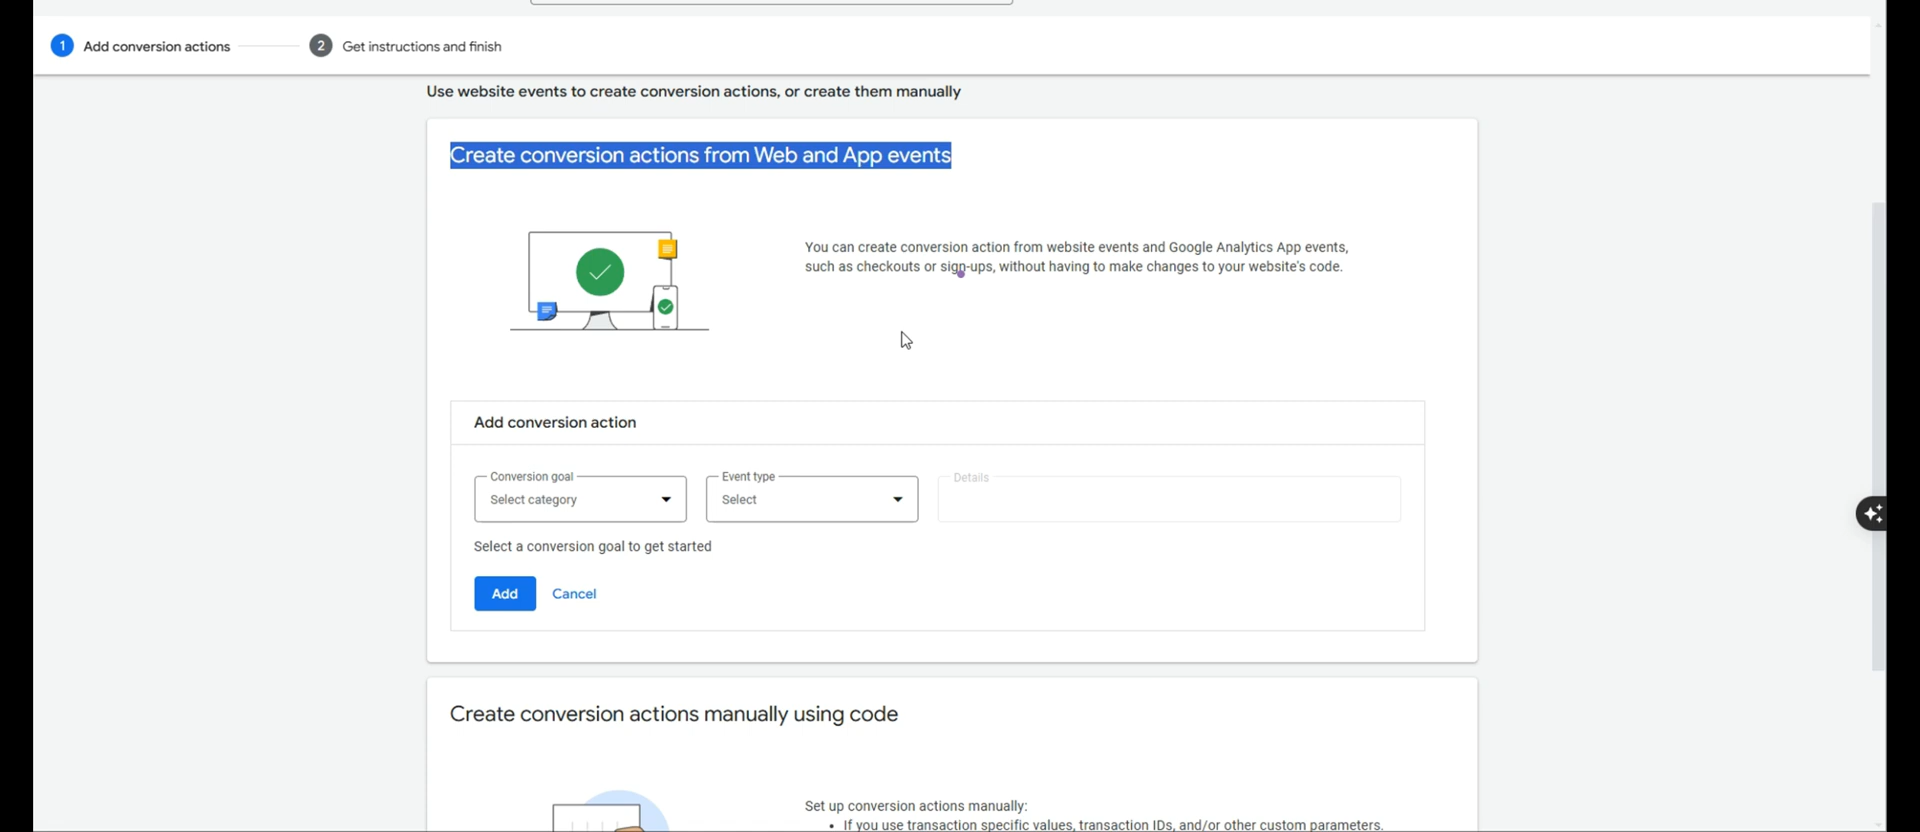 1 Add conversion actions
2 Get instructions and finish
Use website events to create conversion actions, or create them manually
Create conversion actions from Web and App events
You can create conversion action from website events and Google Analytics App events,
such as checkouts or sign-ups, without having to make changes to your website's code.
Add conversion action
Conversion goal
Select category
Event type
Select
Details
Select a conversion goal to get started
Add
Cancel
Create conversion actions manually using code
Set up conversion actions manually:
• If you use transaction specific values, transaction IDs, and/or other custom parameters.